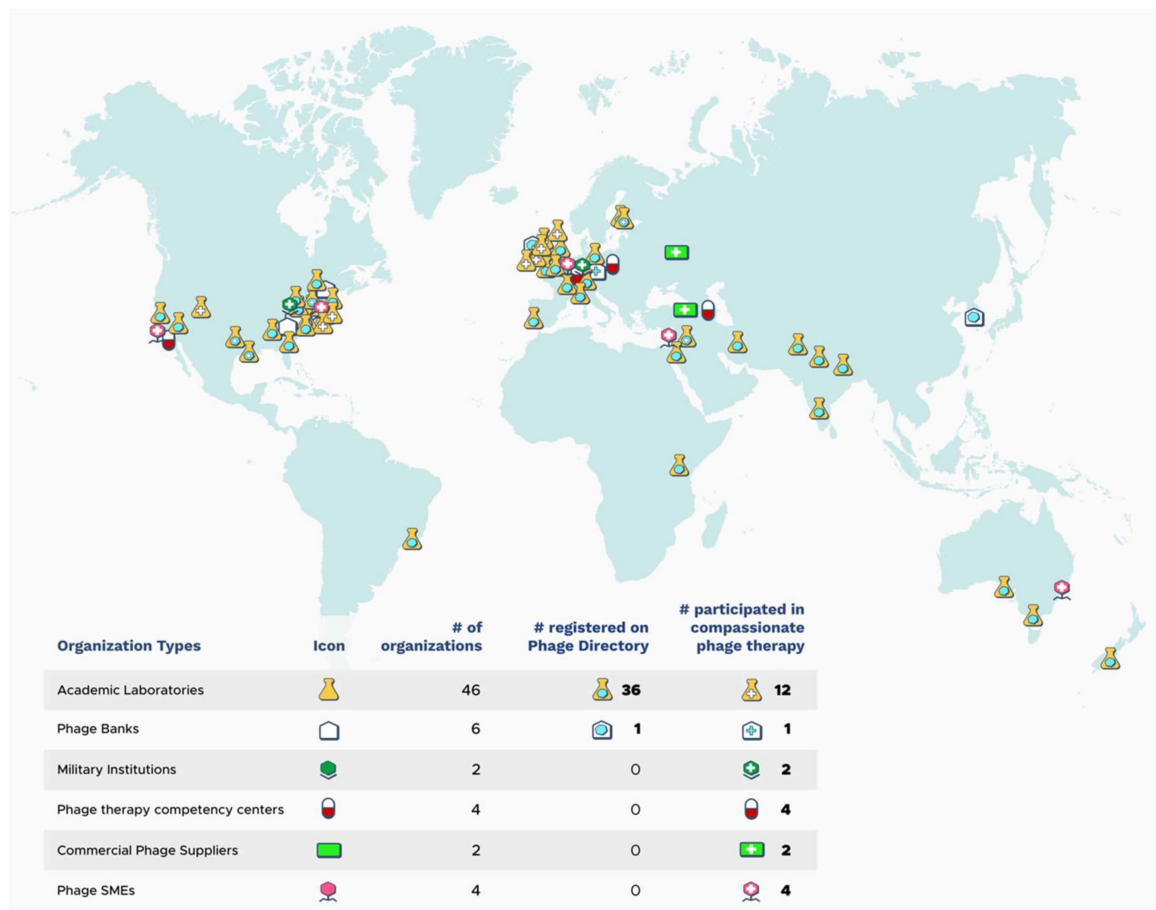 Organization Types Icon # of organizations # registered on Phage Directory # participated in compassionate phage therapy
Academic Laboratories 46 36 12
Phage Banks 6 1 1
Military Institutions 2 0 2
Phage therapy competency centers 4 0 4
Commercial Phage Suppliers 2 0 2
Phage SMEs 4 0 4